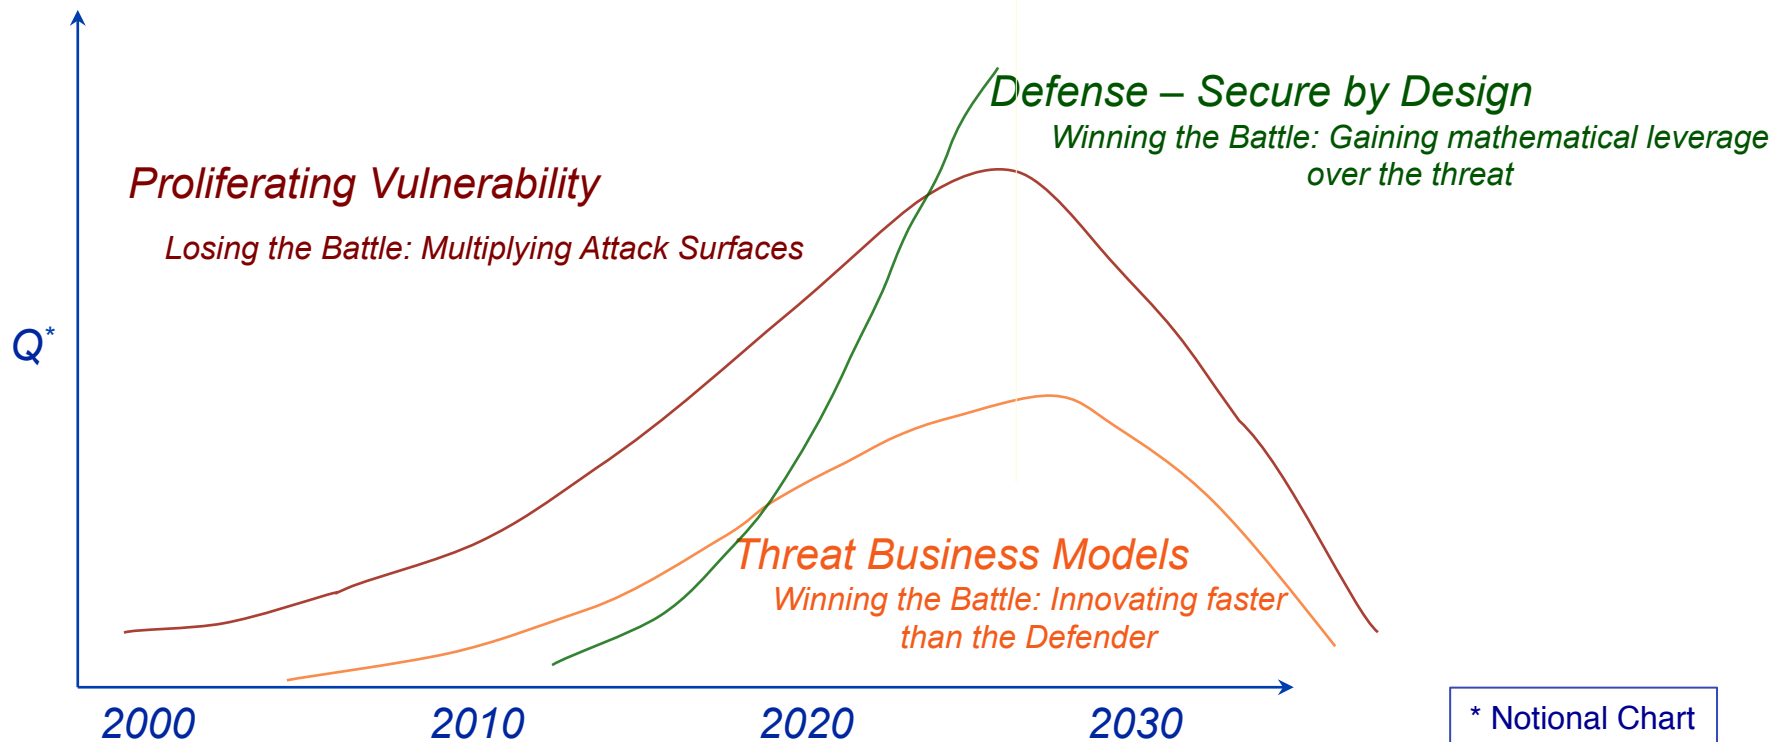 Defense – Secure by Design
Winning the Battle: Gaining mathematical leverage
over the threat
Proliferating Vulnerability
Losing the Battle: Multiplying Attack Surfaces
Q*
Threat Business Models
Winning the Battle: Innovating faster
than the Defender
2000 2010 2020 2030
* Notional Chart